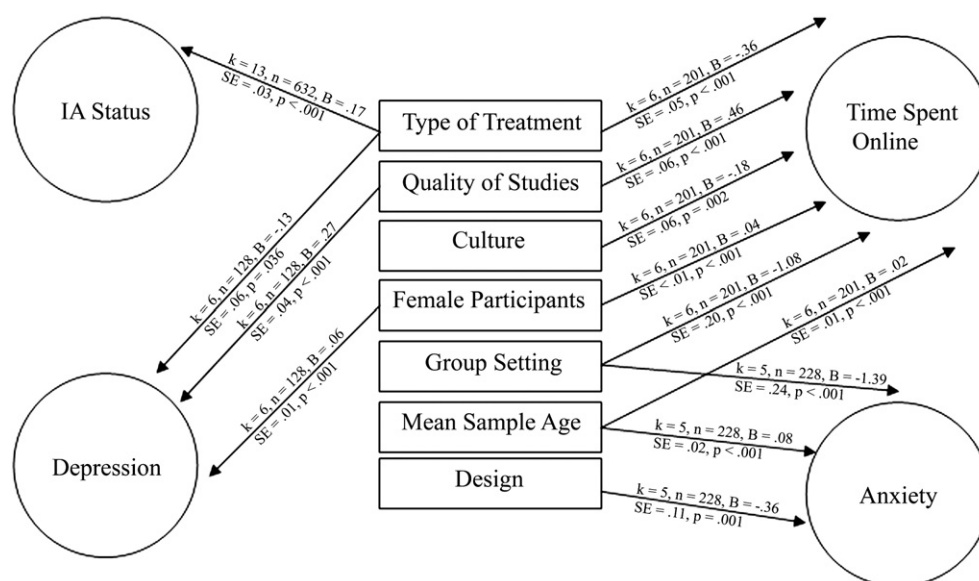 IA Status
k = 13, n = 632, B = .17
SE = .03, p < .001
Type of Treatment
Quality of Studies
Culture
Female Participants
Group Setting
Mean Sample Age
Design
k = 6, n = 201, B = -.36
SE = .05, p < .001
k = 6, n = 201, B = .46
SE = .06, p < .001
k = 6, n = 201, B = -.18
SE = .06, p = .002
k = 6, n = 201, B = .04
SE < .01, p < .001
k = 6, n = 201, B = -1.08
SE = .20, p < .001
k = 6, n = 201, B = .02
SE = .01, p < .001
Time Spent
Online
k = 6, n = 128, B = -.13
SE = .06, p = .036
k = 6, n = 128, B = .27
SE = .04, p < .001
k = 6, n = 128, B = .06
SE = .01, p < .001
Depression
k = 5, n = 228, B = -1.39
SE = .24, p < .001
k = 5, n = 228, B = .08
SE = .02, p < .001
k = 5, n = 228, B = -.36
SE = .11, p = .001
Anxiety